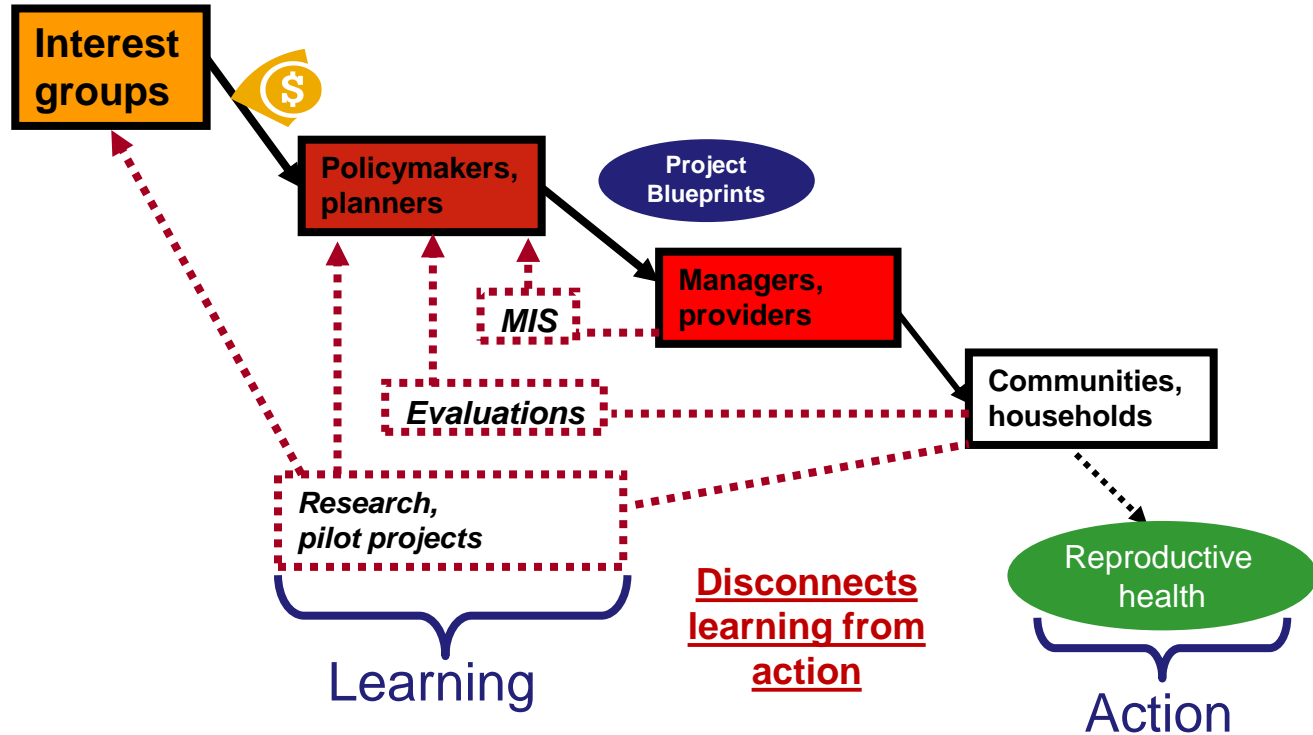 Interest
groups
$
Policymakers,
planners
Project
Blueprints
Managers,
providers
MIS
Communities,
households
Evaluations
Research,
pilot projects
Reproductive
health
Disconnects
learning from
action
Learning
Action